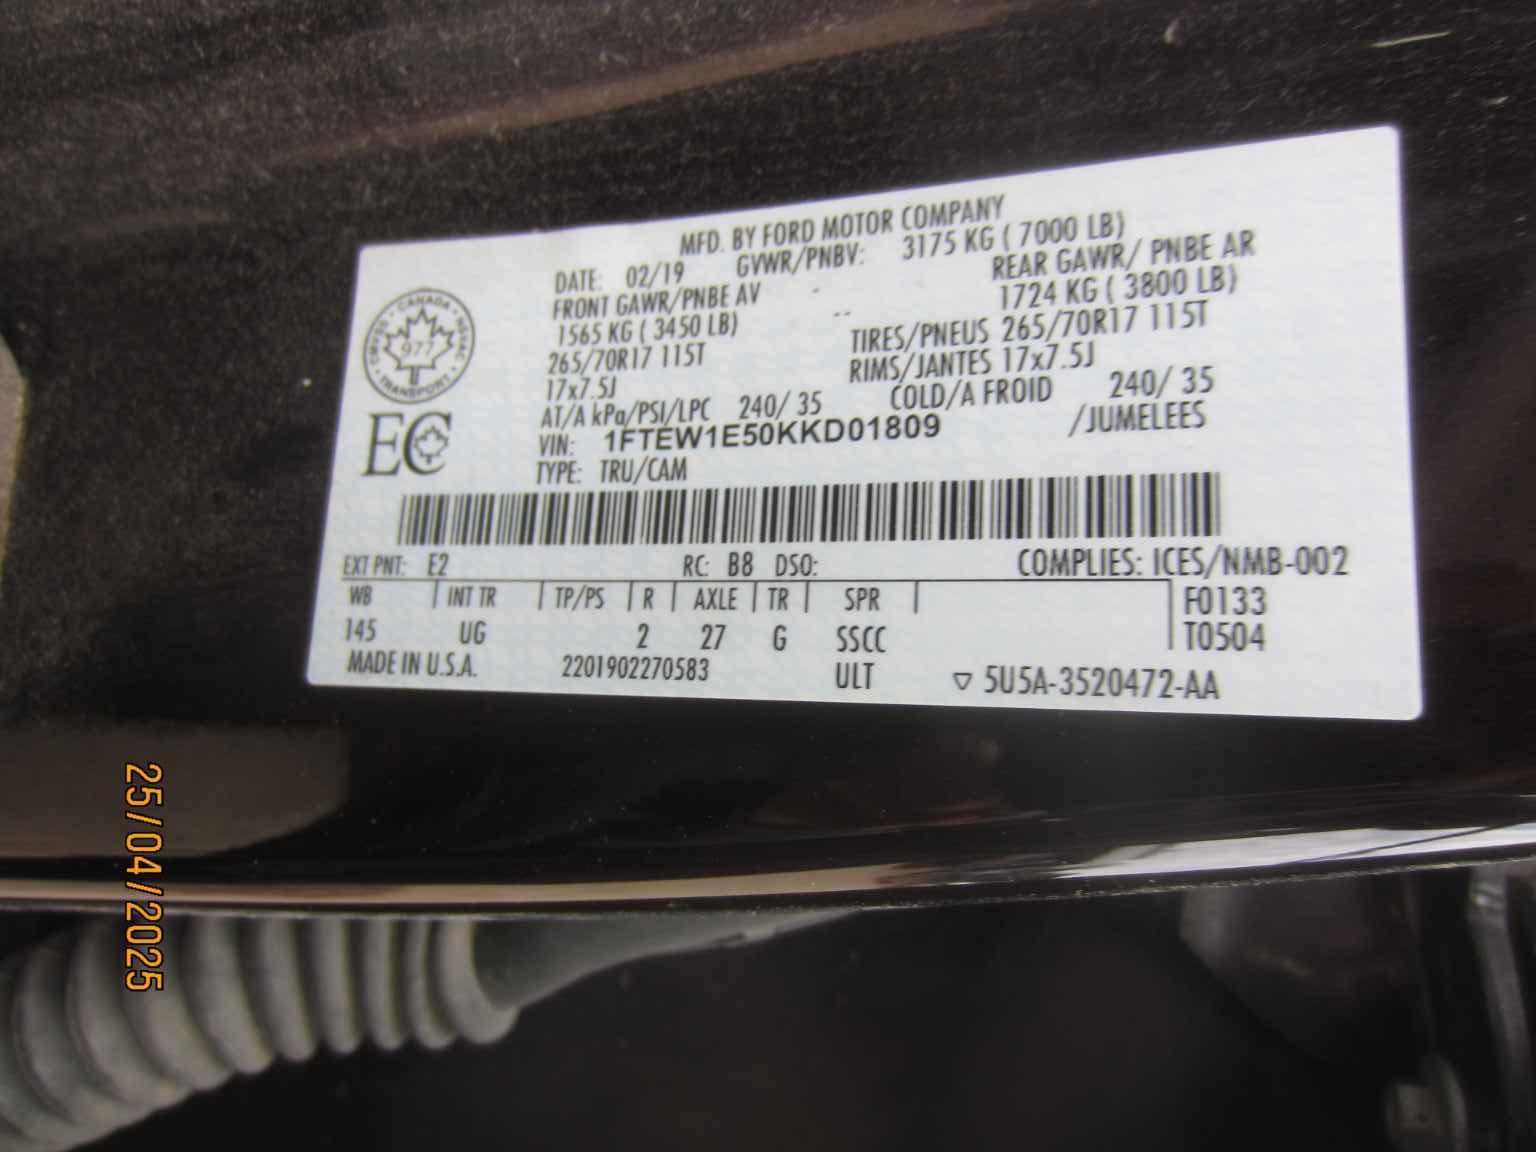 MFD. BY FORD MOTOR COMPANY
DATE: 02/19 GVWR/PNBV: 3175 KG ( 7000 LB)
FRONT GAWR/PNBE AV REAR GAWR/ PNBE AR
1565 KG ( 3450 LB) 1724 KG ( 3800 LB)
265/70R17 115T TIRES/PNEUS 265/70R17 115T
17x7.5J RIMS/JANTES 17x7.5J
AT/A kPa/PSI/LPC 240/ 35 COLD/A FROID 240/ 35
VIN: 1FTEW1E50KKD01809 /JUMELEES
TYPE: TRU/CAM
CANADA
CMVSS - NSVAC
977
TRANSPORT
EC
EXT PNT: E2 RC: B8 DSO: COMPLIES: ICES/NMB-002
WB INT TR TP/PS R AXLE TR SPR F0133
145 UG 2 27 G SSCC T0504
MADE IN U.S.A. 2201902270583 ULT ▽ 5U5A-3520472-AA
25/04/2025